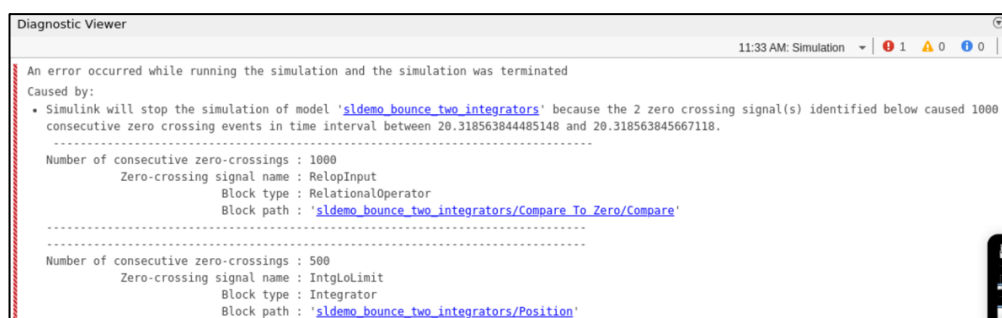 Diagnostic Viewer
11:33 AM: Simulation 1 0 0
An error occurred while running the simulation and the simulation was terminated
Caused by:
• Simulink will stop the simulation of model 'sldemo_bounce_two_integrators' because the 2 zero crossing signal(s) identified below caused 1000
consecutive zero crossing events in time interval between 20.318563844485148 and 20.318563845667118.
--------------------------------------------------------------------------------
Number of consecutive zero-crossings : 1000
Zero-crossing signal name : RelopInput
Block type : RelationalOperator
Block path : 'sldemo_bounce_two_integrators/Compare To Zero/Compare'
--------------------------------------------------------------------------------
--------------------------------------------------------------------------------
Number of consecutive zero-crossings : 500
Zero-crossing signal name : IntgLoLimit
Block type : Integrator
Block path : 'sldemo_bounce_two_integrators/Position'